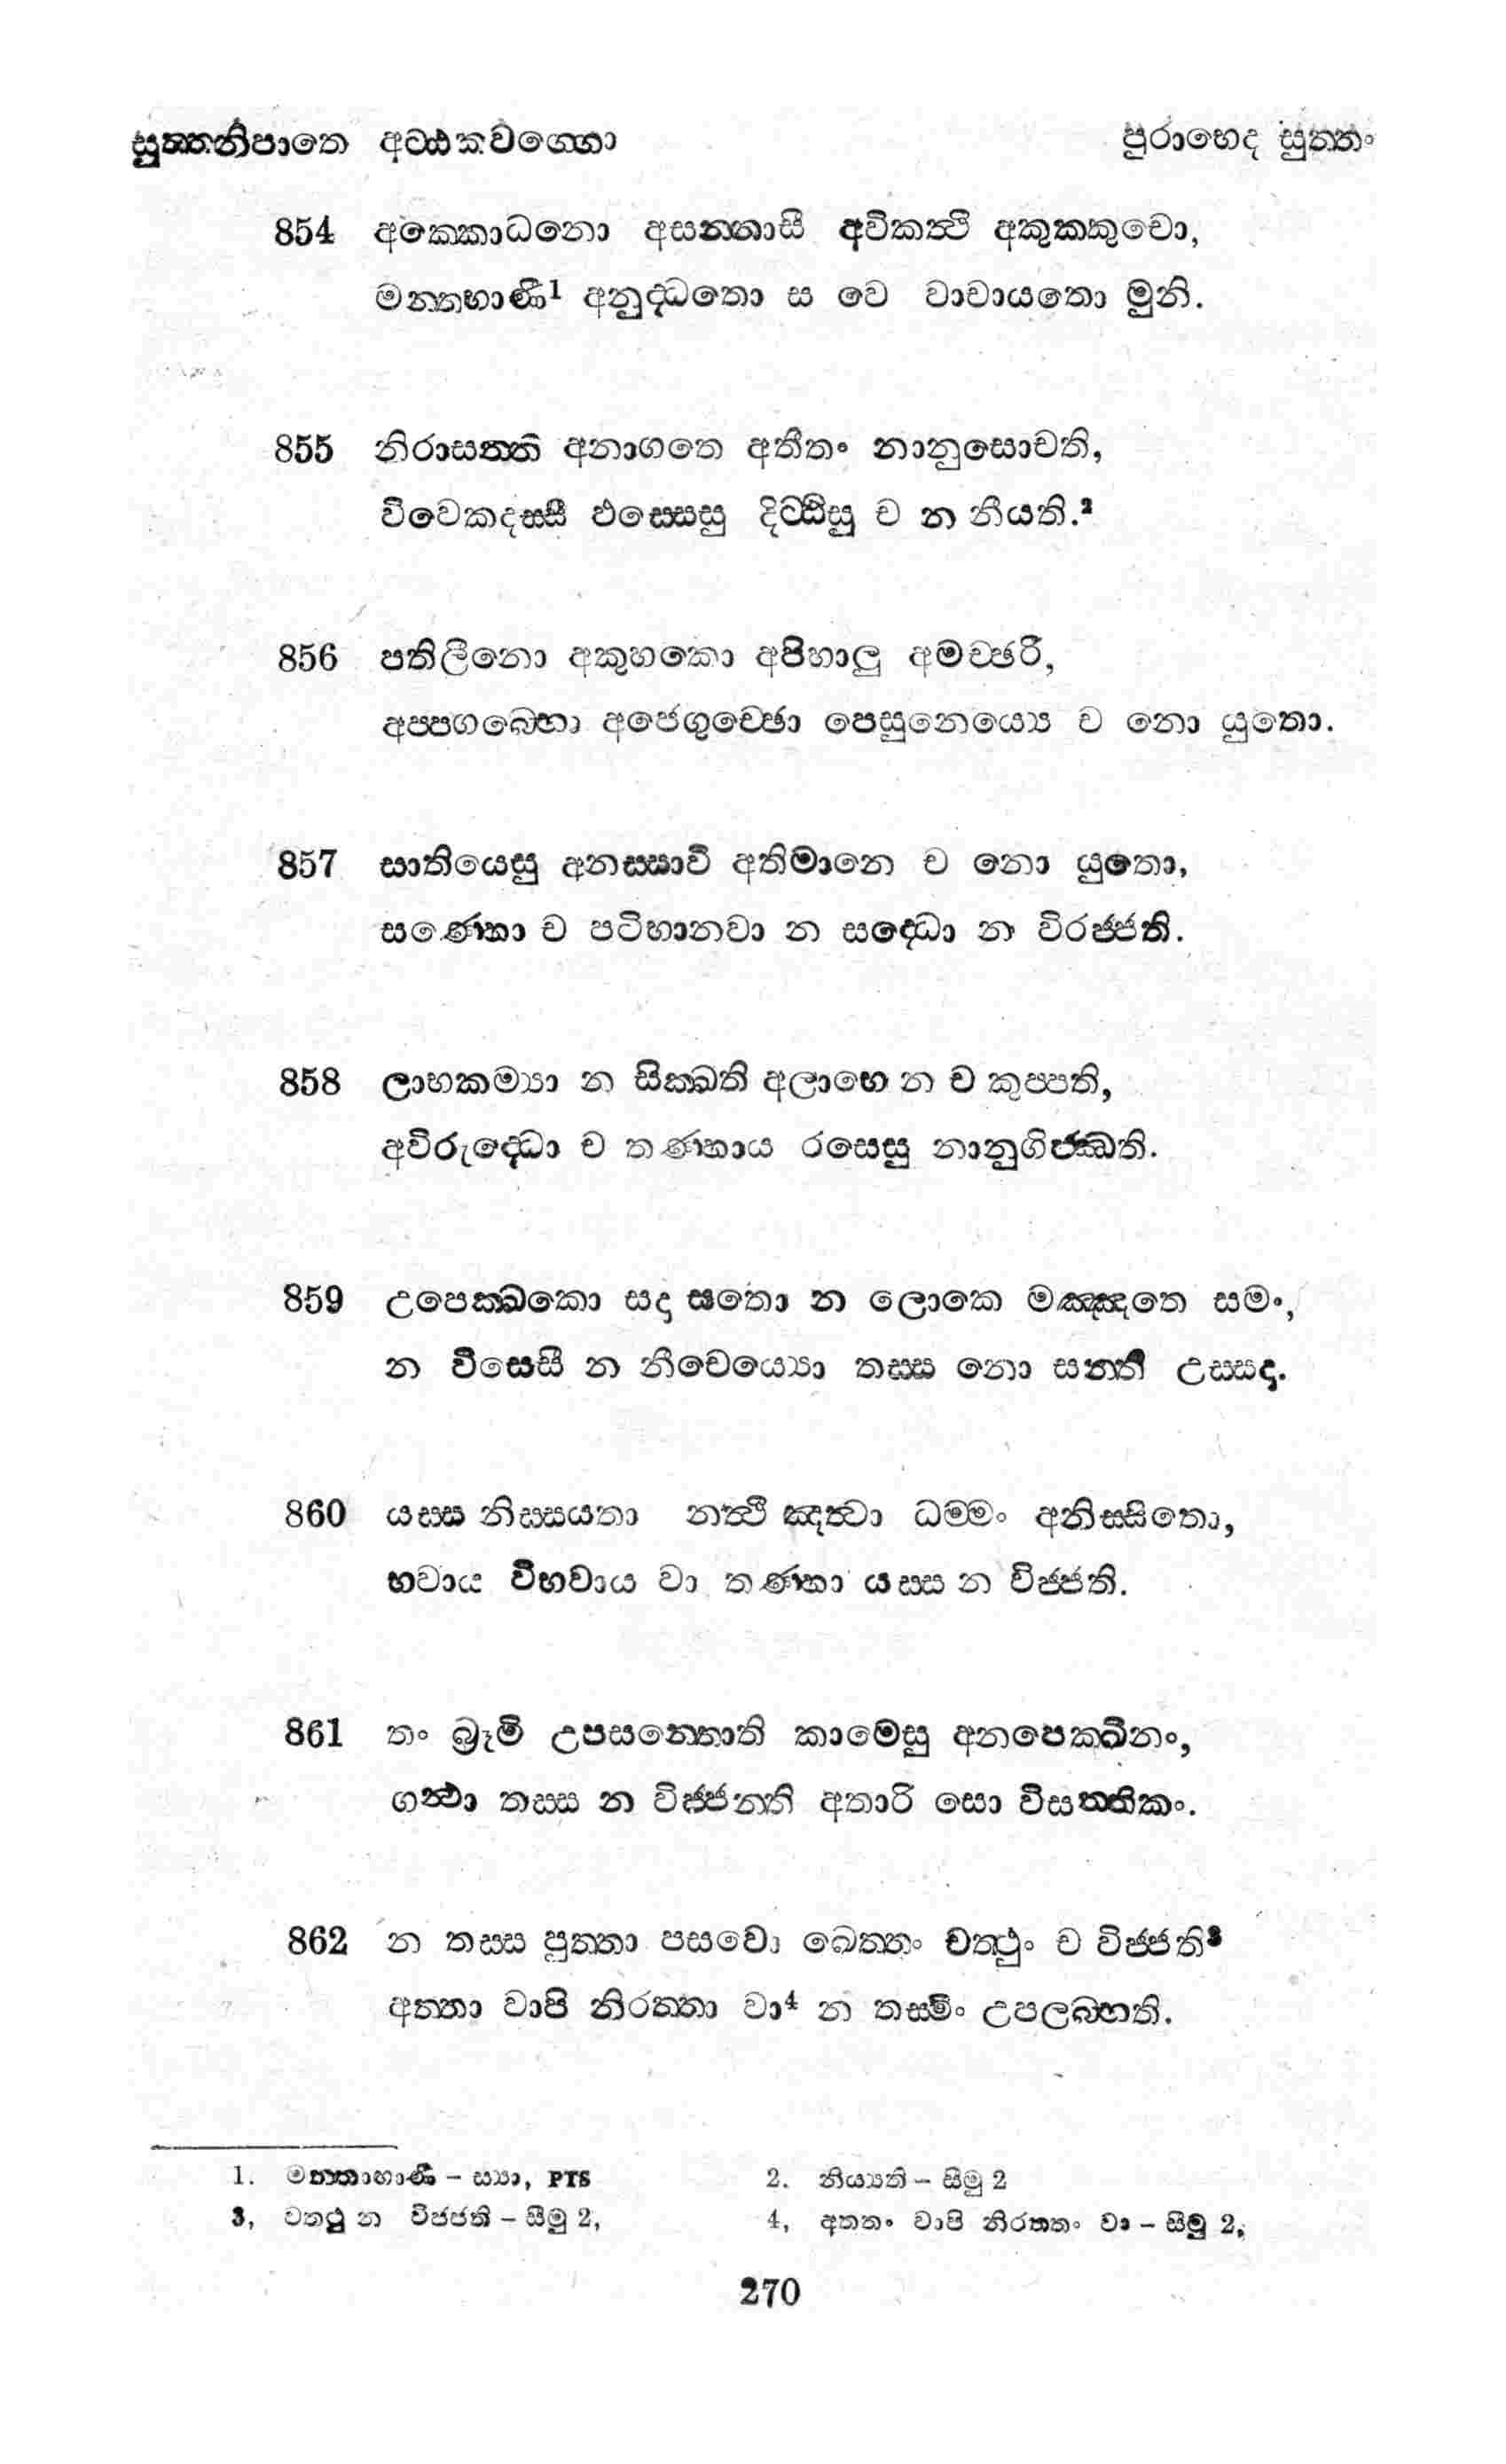 සුත්තනිපාතෙ අට්ඨකවග්ගො පුරාභෙද සුත්තං
854 අක්කොධනො අසන්තාසී අවිකත්ථී අකුක්කුචො,
මන්තභාණී1 අනුද්ධතො ස වෙ වාචායතො මුනි.
855 නිරාසත්ති අනාගතෙ අතීතං නානුසොචති,
විවෙකදස්සී ඵස්සෙසු දිට්ඨීසු ච න නීයති.2
856 පතිලීනො අකුහකො අපිහාලු අමච්ඡරී,
අප්පගබ්භො අජෙගුච්ඡො පෙසුනෙය්‍යෙ ච නො යුතො.
857 සාතියෙසු අනස්සාවී අතිමානෙ ච නො යුතො,
සණ්හො ච පටිභානවා න සද්ධො න විරජ්ජති.
858 ලාභකම්‍යා න සික්ඛති අලාභෙ න ච කුප්පති,
අවිරුද්ධො ච තණ්හාය රසෙසු නානුගිජ්ඣති.
859 උපෙක්ඛකො සදා සතො න ලොකෙ මඤ්ඤතෙ සමං,
න විසෙසී න නීචෙය්‍යො තස්ස නො සන්ති උස්සදා.
860 යස්ස නිස්සයතා නත්ථි ඤත්වා ධම්මං අනිස්සිතො,
භවාය විභවාය වා තණ්හා යස්ස න විජ්ජති.
861 තං බ්‍රූමි උපසන්තොති කාමෙසු අනපෙක්ඛිනං,
ගන්ථා තස්ස න විජ්ජන්ති අතාරි සො විසත්තිකං.
862 න තස්ස පුත්තා පසවො ඛෙත්තං වත්ථුං ච විජ්ජති3
අත්තා වාපි නිරත්තා වා4 න තස්මිං උපලබ්භති.
1. මන්තාභාණී – ස්‍යා, PTS 2. නිය්‍යති – සීමු 2
3, වත්ථු න විජ්ජති – සීමු 2, 4, අත්තං වාපි නිරත්තං වා – සීමු 2,
270